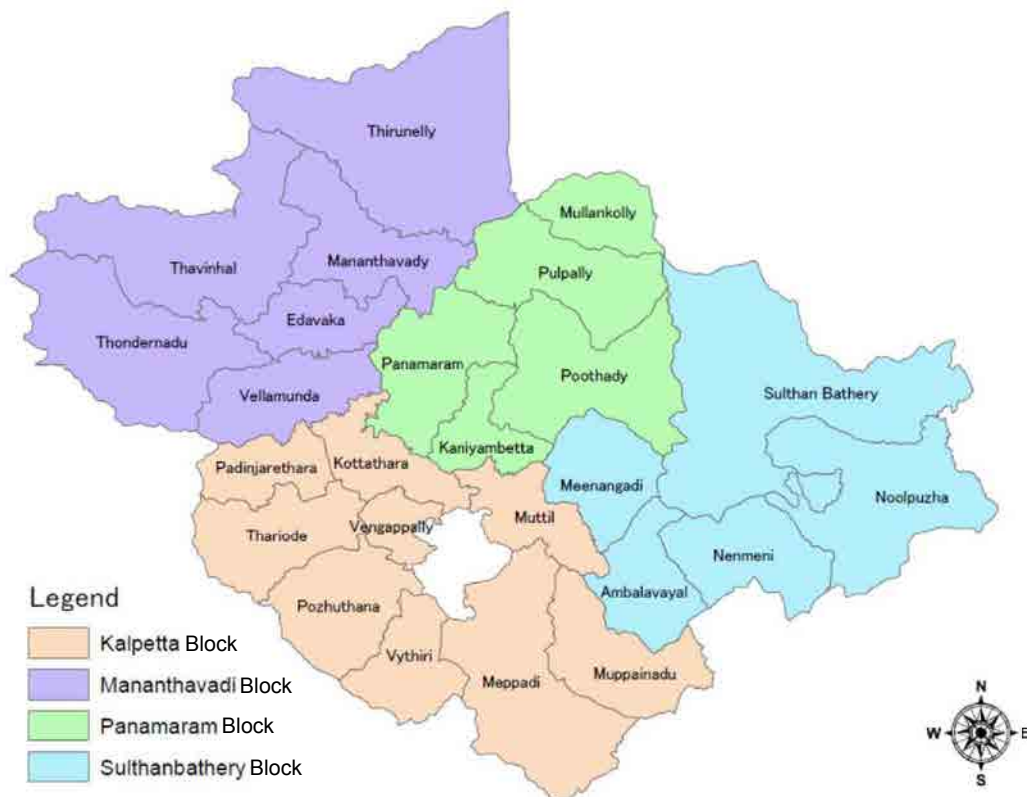 Thirunelly
Mullankolly
Thavinhal
Mananthavady
Pulpally
Edavaka
Thondernadu
Panamaram
Poothady
Vellamunda
Sulthan Bathery
Kaniyambetta
Padinjarethara
Kottathara
Meenangadi
Noolpuzha
Muttil
Vengappally
Thariode
Nenmeni
Ambalavayal
Pozhuthana
Vythiri
Muppainadu
Meppadi
Legend
Kalpetta Block
Mananthavadi Block
Panamaram Block
Sulthanbathery Block
N
W E
S